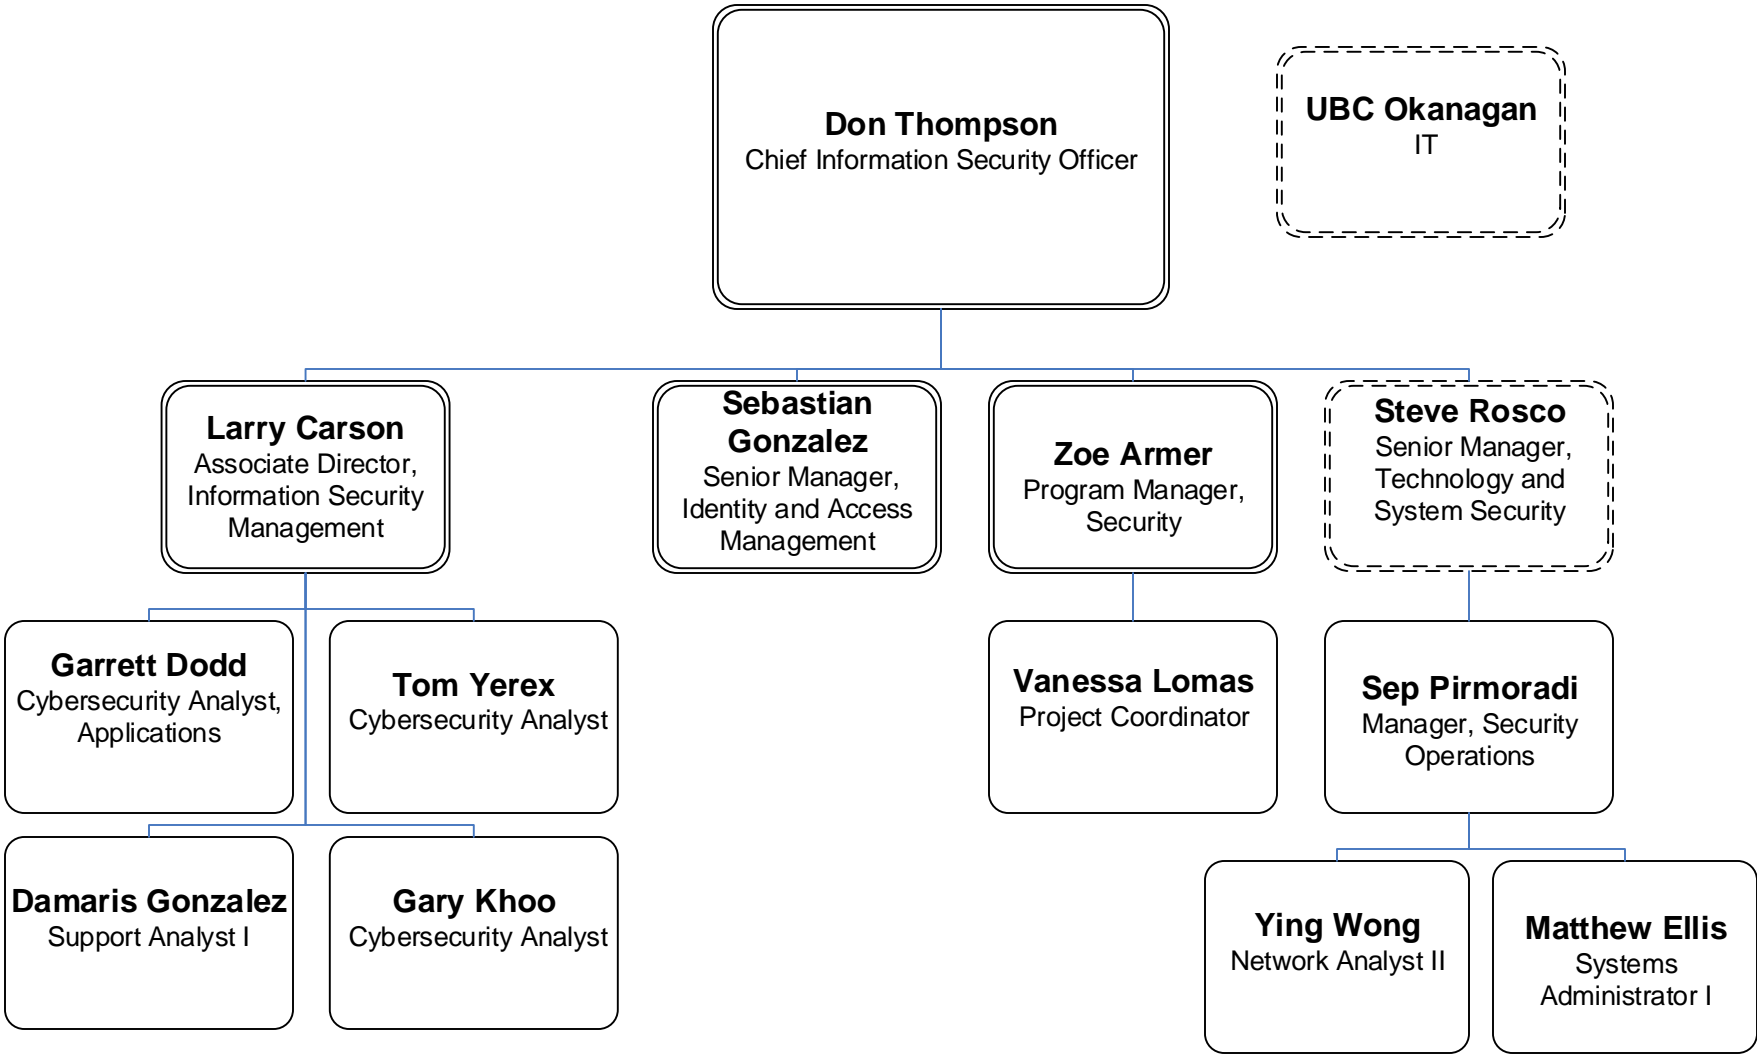 Don Thompson
Chief Information Security Officer
UBC Okanagan
IT
Larry Carson
Associate Director,
Information Security
Management
Sebastian
Gonzalez
Senior Manager,
Identity and Access
Management
Zoe Armer
Program Manager,
Security
Steve Rosco
Senior Manager,
Technology and
System Security
Garrett Dodd
Cybersecurity Analyst,
Applications
Tom Yerex
Cybersecurity Analyst
Vanessa Lomas
Project Coordinator
Sep Pirmoradi
Manager, Security
Operations
Damaris Gonzalez
Support Analyst I
Gary Khoo
Cybersecurity Analyst
Ying Wong
Network Analyst II
Matthew Ellis
Systems
Administrator I